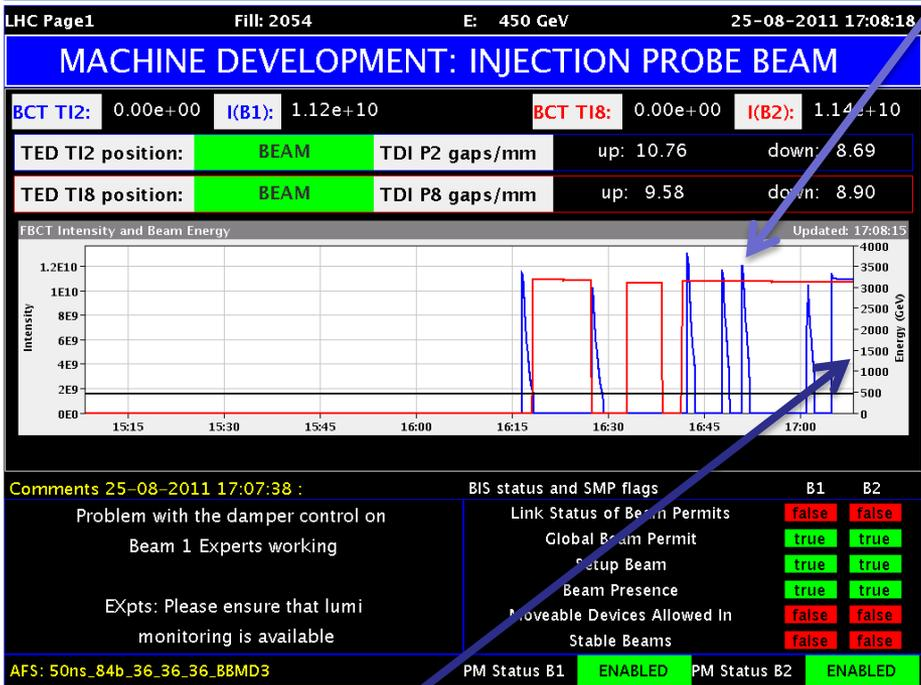 LHC Page1 Fill: 2054 E: 450 GeV 25-08-2011 17:08:18
MACHINE DEVELOPMENT: INJECTION PROBE BEAM
BCT TI2: 0.00e+00 I(B1): 1.12e+10 BCT TI8: 0.00e+00 I(B2): 1.14e+10
TED TI2 position: BEAM TDI P2 gaps/mm up: 10.76 down: 8.69
TED TI8 position: BEAM TDI P8 gaps/mm up: 9.58 down: 8.90
FBCT Intensity and Beam Energy Updated: 17:08:15
4000
1.2E10 3500
1E10 3000
8E9 2500
6E9 2000
4E9 1500
1000
2E9 500
0E0 0
Intensity
Energy (GeV)
15:15 15:30 15:45 16:00 16:15 16:30 16:45 17:00
Comments 25-08-2011 17:07:38 :
Problem with the damper control on
Beam 1 Experts working
EXpts: Please ensure that lumi
monitoring is available
BIS status and SMP flags B1 B2
Link Status of Beam Permits false false
Global Beam Permit true true
Setup Beam true true
Beam Presence true true
Moveable Devices Allowed In false false
Stable Beams false false
AFS: 50ns_84b_36_36_36_BBMD3 PM Status B1 ENABLED PM Status B2 ENABLED